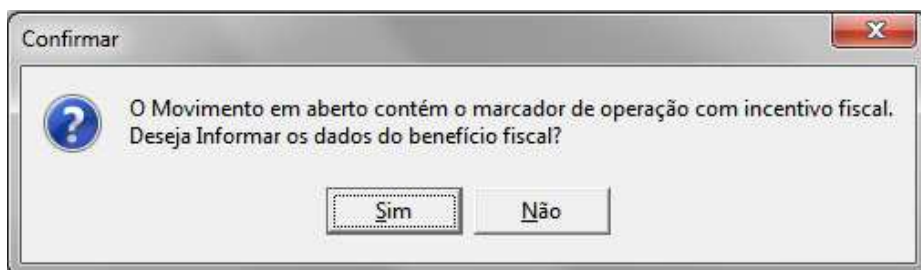 Confirmar
O Movimento em aberto contém o marcador de operação com incentivo fiscal.
Deseja Informar os dados do benefício fiscal?
Sim
Não